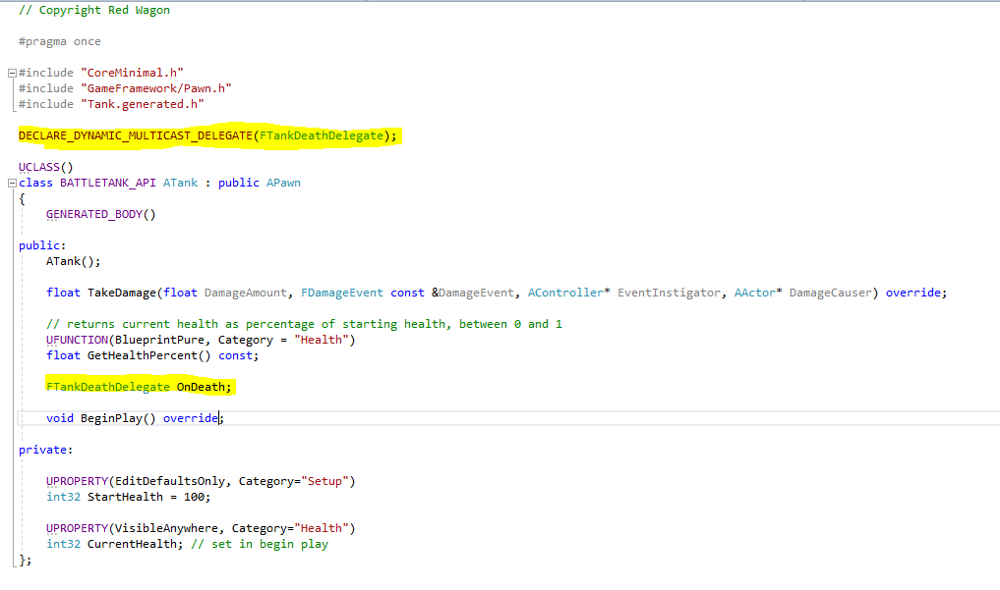 // Copyright Red Wagon
#pragma once
#include "CoreMinimal.h"
#include "GameFramework/Pawn.h"
#include "Tank.generated.h"
DECLARE_DYNAMIC_MULTICAST_DELEGATE(FTankDeathDelegate);
UCLASS()
class BATTLETANK_API ATank : public APawn
{
GENERATED_BODY()
public:
ATank();
float TakeDamage(float DamageAmount, FDamageEvent const &DamageEvent, AController* EventInstigator, AActor* DamageCauser) override;
// returns current health as percentage of starting health, between 0 and 1
UFUNCTION(BlueprintPure, Category = "Health")
float GetHealthPercent() const;
FTankDeathDelegate OnDeath;
void BeginPlay() override;
private:
UPROPERTY(EditDefaultsOnly, Category="Setup")
int32 StartHealth = 100;
UPROPERTY(VisibleAnywhere, Category="Health")
int32 CurrentHealth; // set in begin play
};